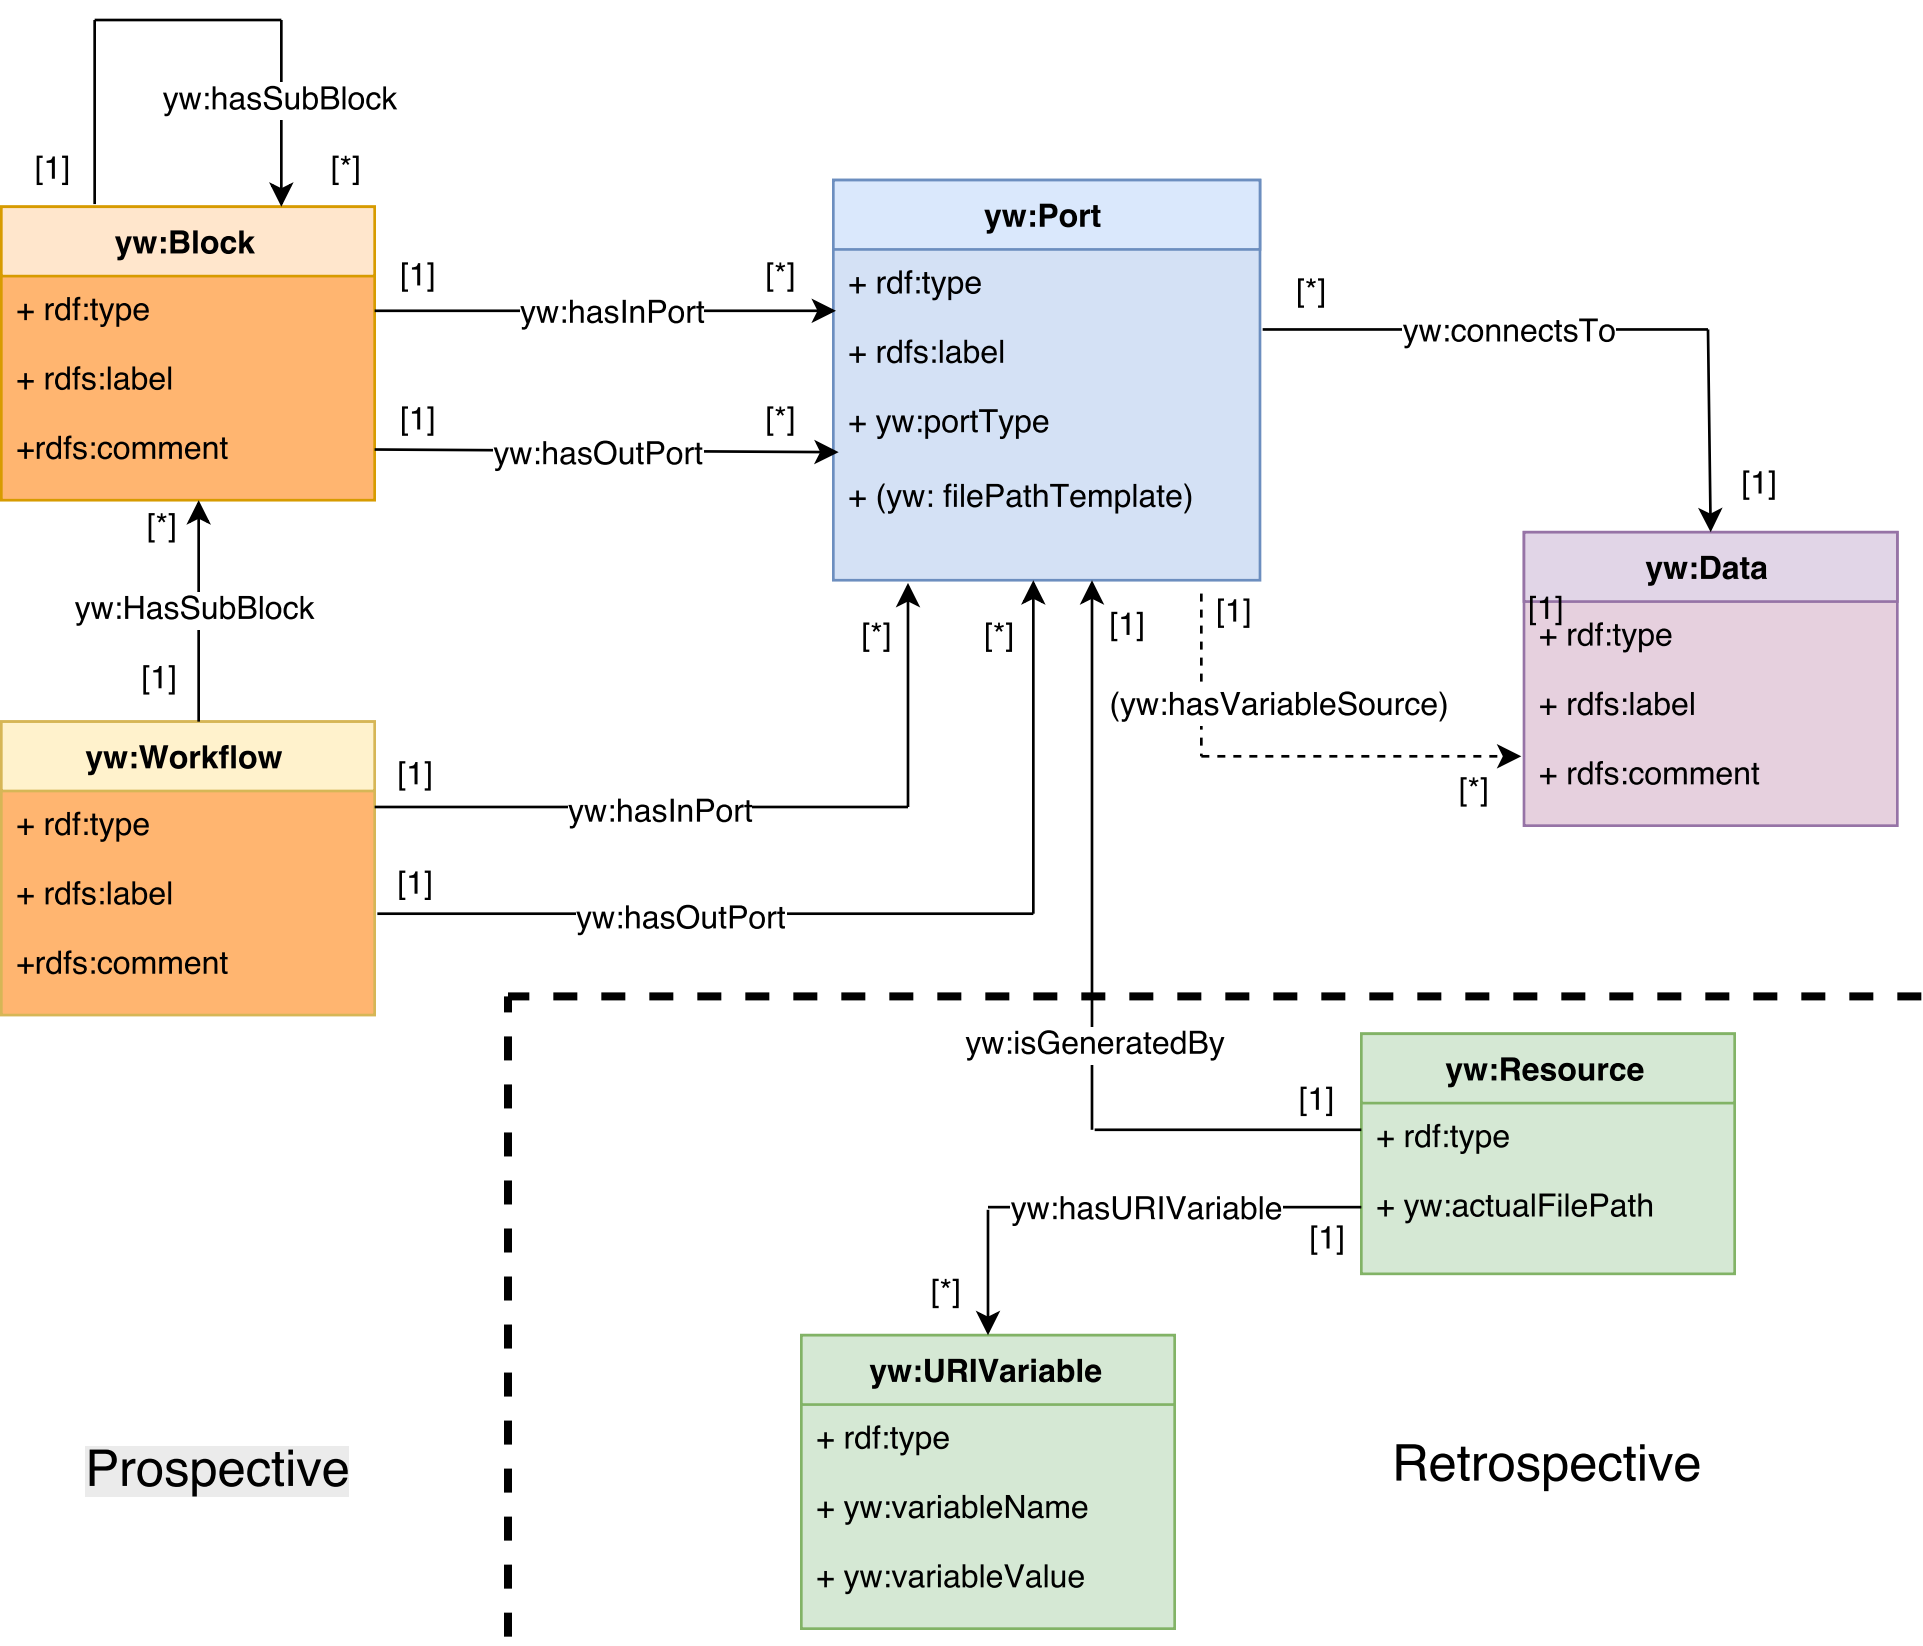 yw:hasSubBlock
[1]
[*]
yw:Block
+ rdf:type
+ rdfs:label
+rdfs:comment
[1]
yw:hasInPort
[*]
[1]
yw:hasOutPort
[*]
yw:Port
+ rdf:type
+ rdfs:label
+ yw:portType
+ (yw: filePathTemplate)
[*]
yw:connectsTo
[1]
yw:Data
[1]
+ rdf:type
+ rdfs:label
+ rdfs:comment
[*]
yw:HasSubBlock
[1]
yw:Workflow
+ rdf:type
+ rdfs:label
+rdfs:comment
[1]
yw:hasInPort
[*]
[1]
yw:hasOutPort
[*]
[1]
[1]
(yw:hasVariableSource)
[*]
yw:isGeneratedBy
[1]
yw:Resource
+ rdf:type
+ yw:actualFilePath
yw:hasURIVariable
[1]
[*]
yw:URIVariable
+ rdf:type
+ yw:variableName
+ yw:variableValue
Prospective
Retrospective